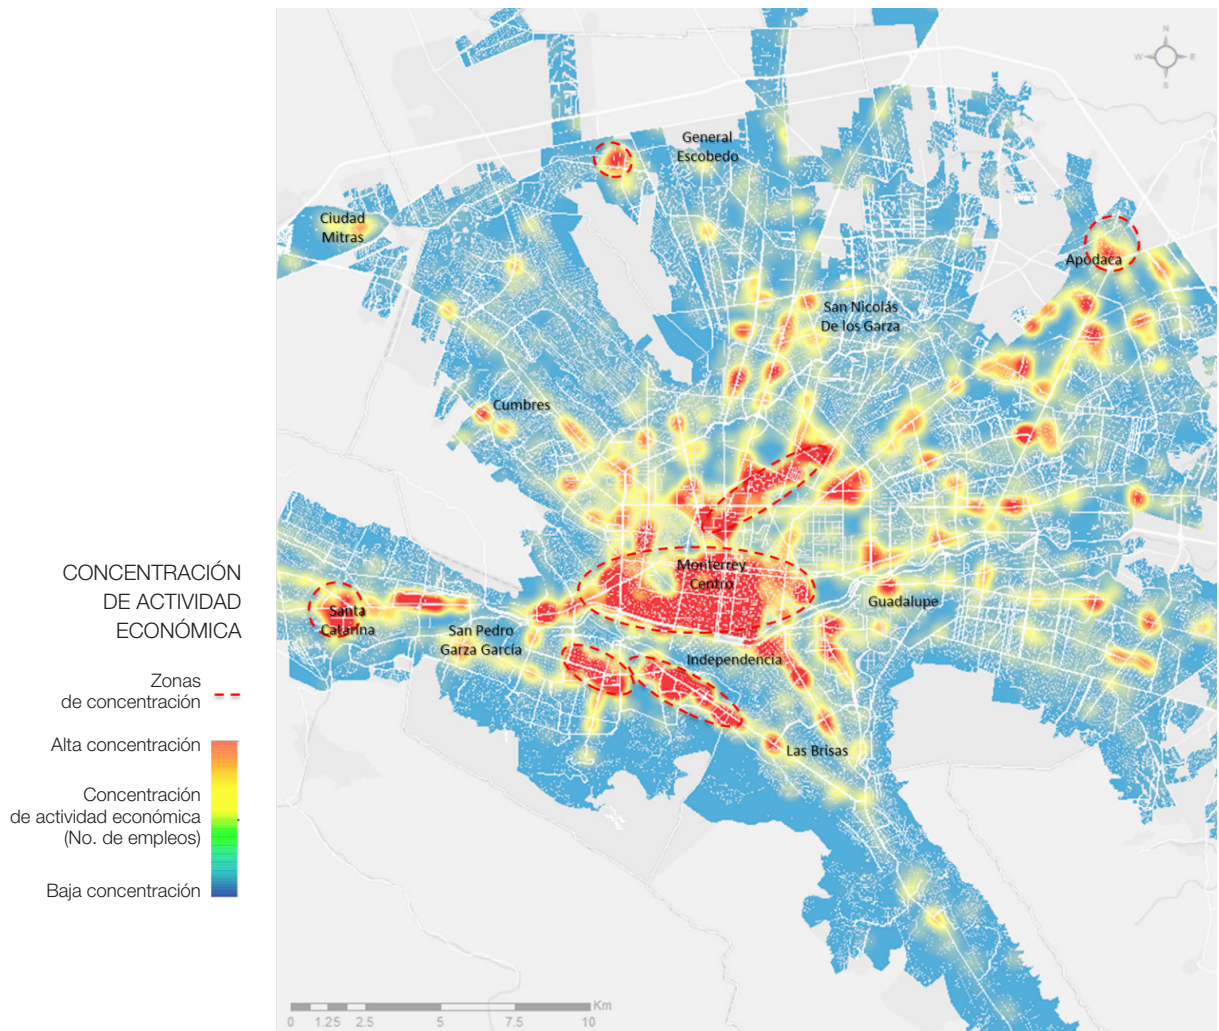 CONCENTRACIÓN
DE ACTIVIDAD
ECONÓMICA
Zonas
de concentración
Alta concentración
Concentración
de actividad económica
(No. de empleos)
Baja concentración
N
W
E
S
General
Escobedo
Ciudad
Mitras
Apodaca
San Nicolás
De los Garza
Cumbres
Monterrey
Centro
Guadalupe
Santa
Catarina
San Pedro
Garza García
Independencia
Las Brisas
Km
0 1.25 2.5 5 7.5 10